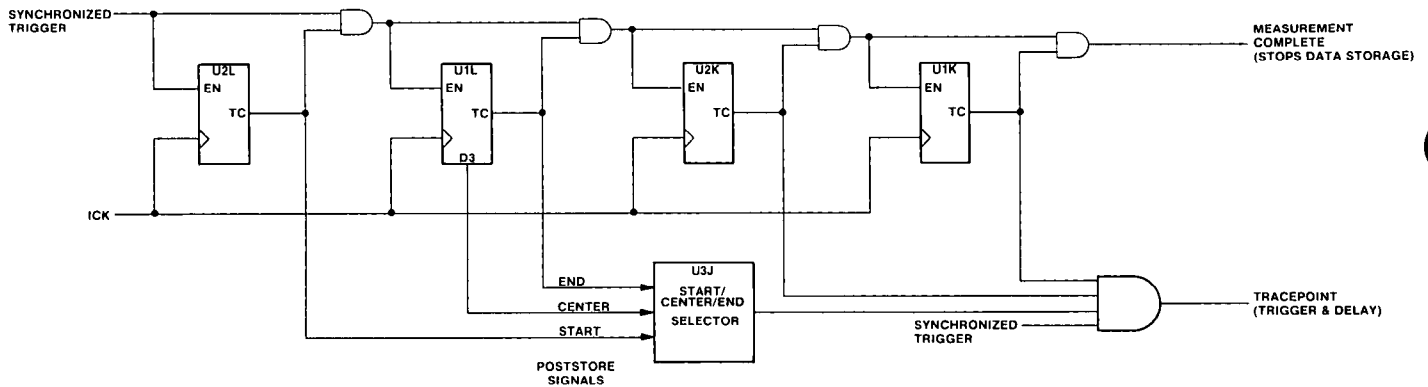 SYNCHRONIZED
TRIGGER
U2L
EN
TC
U1L
EN
TC
D3
U2K
EN
TC
U1K
EN
TC
MEASUREMENT
COMPLETE
(STOPS DATA STORAGE)
ICK
END
CENTER
START
U3J
START/
CENTER/END
SELECTOR
POSTSTORE
SIGNALS
SYNCHRONIZED
TRIGGER
TRACEPOINT
(TRIGGER & DELAY)